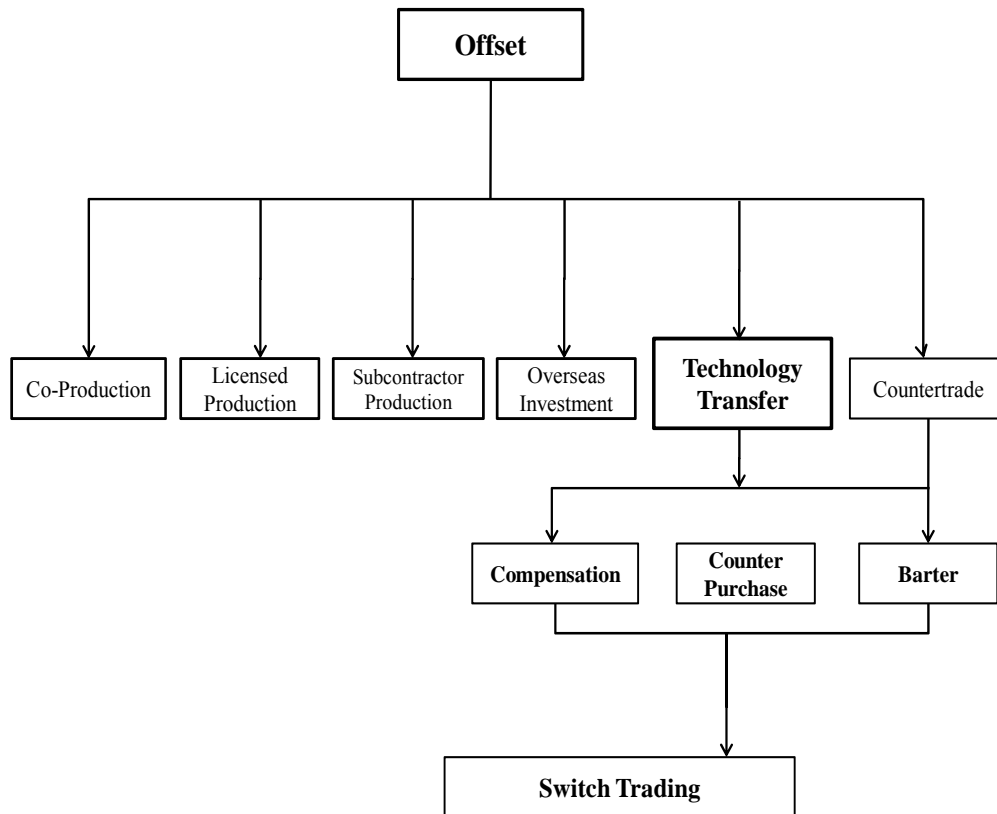 Offset
Co-Production
Licensed
Production
Subcontractor
Production
Overseas
Investment
Technology
Transfer
Countertrade
Compensation
Counter
Purchase
Barter
Switch Trading